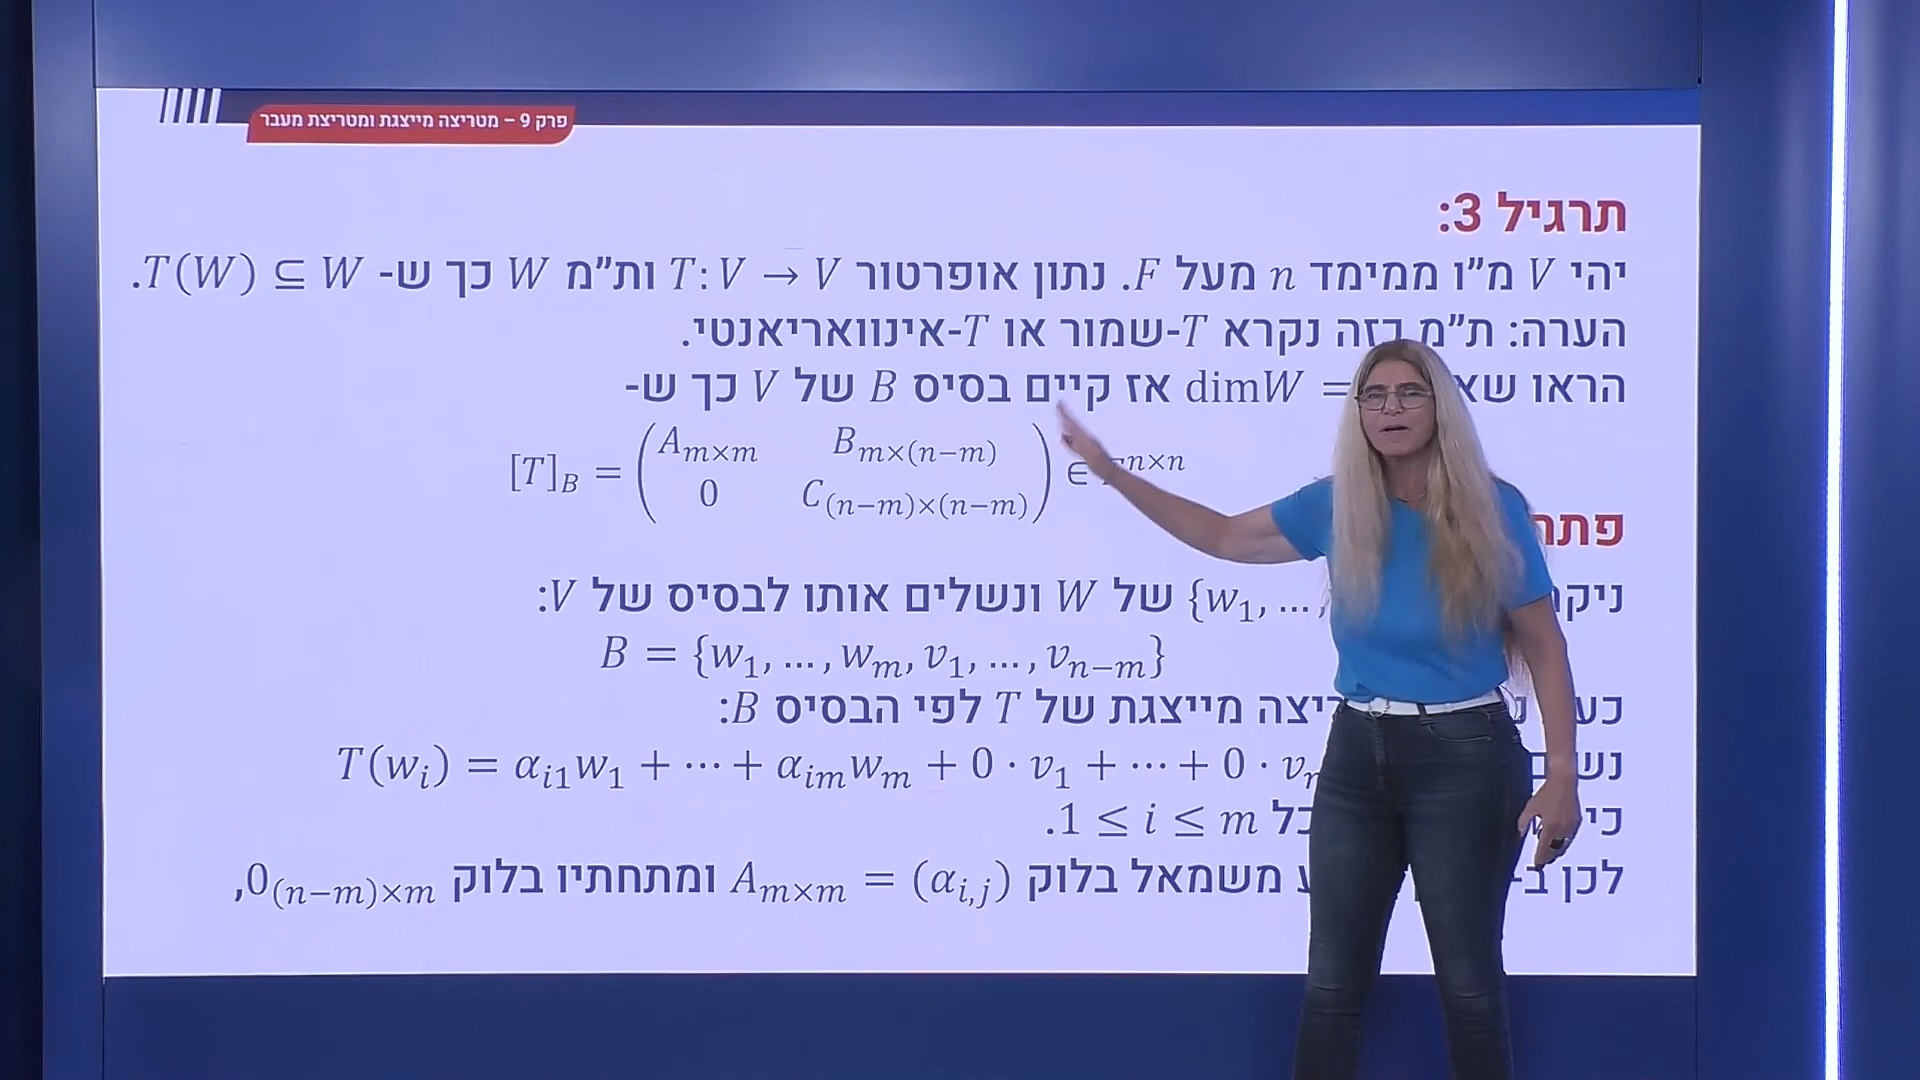 פרק 9 – מטריצה מייצגת ומטריצת מעבר
תרגיל 3:
יהי V מ"ו ממימד n מעל F. נתון אופרטור T: V → V ות"מ W כך ש- T(W) ⊆ W.
הערה: ת"מ כזה נקרא T-שמור או T-אינוואריאנטי.
הראו dimW = אז קיים בסיס B של V כך ש-
[T]_B = (A_{m×m} B_{m×(n−m)} ; 0 C_{(n−m)×(n−m)}) ∈ ^{n×n}
{w_1, … , של W ונשלים אותו לבסיס של V:
B = {w_1, … , w_m, v_1, … , v_{n−m}}
מייצגת של T לפי הבסיס B:
T(w_i) = α_{i1}w_1 + ⋯ + α_{im}w_m + 0 · v_1 + ⋯ + 0 ·
1 ≤ i ≤ m.
לכן ב- משמאל בלוק A_{m×m} = (α_{i,j}) ומתחתיו בלוק 0_{(n−m)×m},